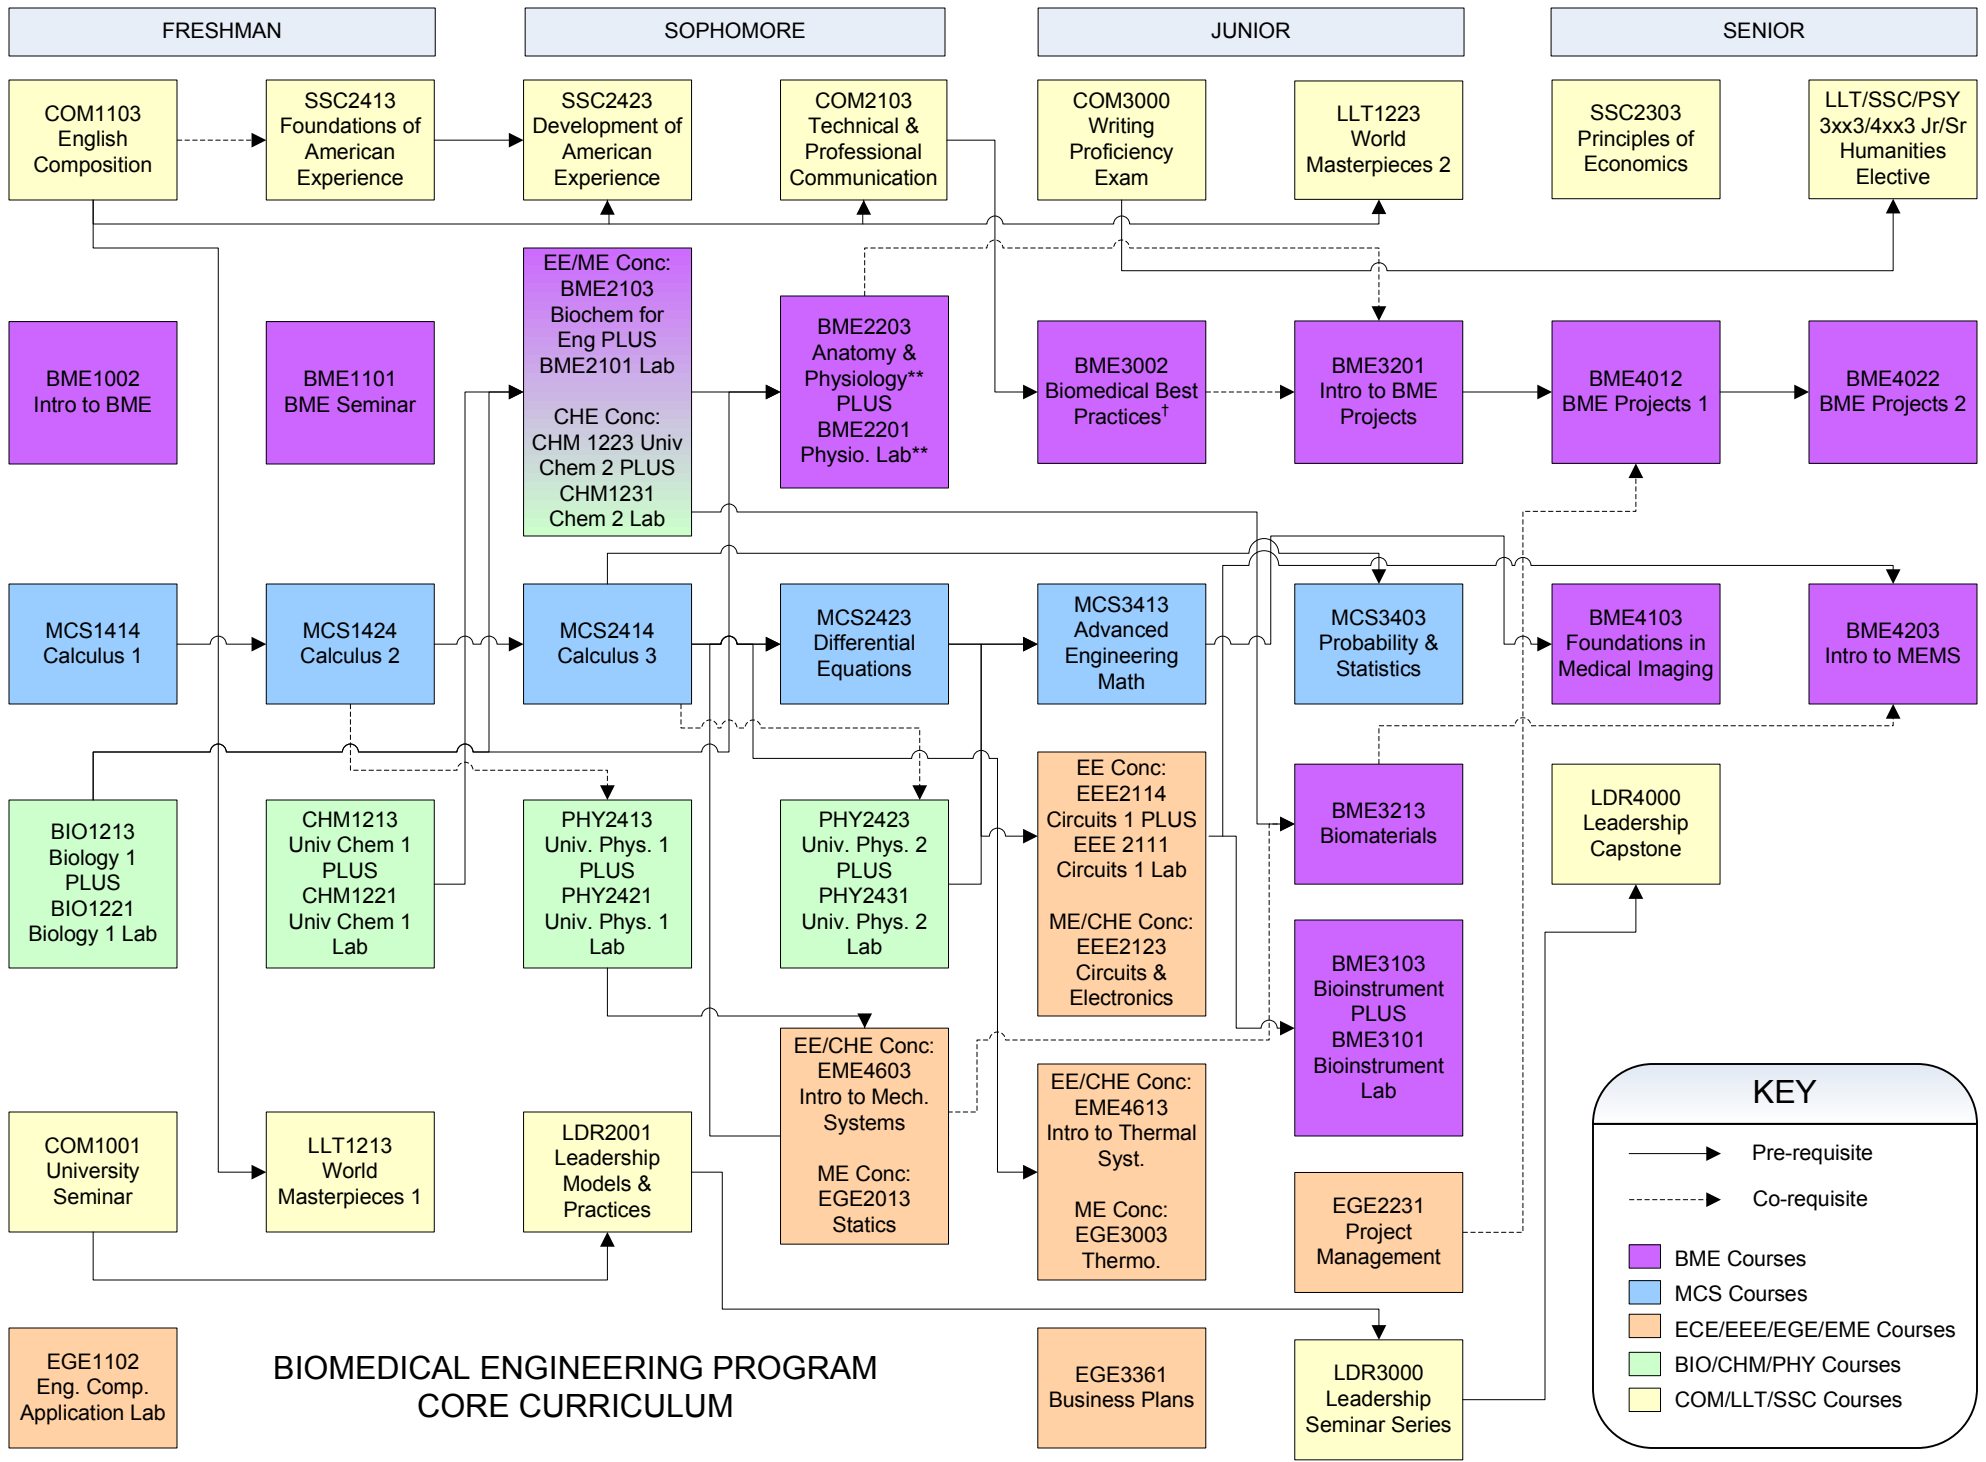 FRESHMAN
SOPHOMORE
JUNIOR
SENIOR
COM1103
English
Composition
SSC2413
Foundations of
American
Experience
SSC2423
Development of
American
Experience
COM2103
Technical &
Professional
Communication
COM3000
Writing
Proficiency
Exam
LLT1223
World
Masterpieces 2
SSC2303
Principles of
Economics
LLT/SSC/PSY
3xx3/4xx3 Jr/Sr
Humanities
Elective
BME1002
Intro to BME
BME1101
BME Seminar
EE/ME Conc:
BME2103
Biochem for
Eng PLUS
BME2101 Lab
CHE Conc:
CHM 1223 Univ
Chem 2 PLUS
CHM1231
Chem 2 Lab
BME2203
Anatomy &
Physiology**
PLUS
BME2201
Physio. Lab**
BME3002
Biomedical Best
Practices†
BME3201
Intro to BME
Projects
BME4012
BME Projects 1
BME4022
BME Projects 2
MCS1414
Calculus 1
MCS1424
Calculus 2
MCS2414
Calculus 3
MCS2423
Differential
Equations
MCS3413
Advanced
Engineering
Math
MCS3403
Probability &
Statistics
BME4103
Foundations in
Medical Imaging
BME4203
Intro to MEMS
BIO1213
Biology 1
PLUS
BIO1221
Biology 1 Lab
CHM1213
Univ Chem 1
PLUS
CHM1221
Univ Chem 1
Lab
PHY2413
Univ. Phys. 1
PLUS
PHY2421
Univ. Phys. 1
Lab
PHY2423
Univ. Phys. 2
PLUS
PHY2431
Univ. Phys. 2
Lab
EE Conc:
EEE2114
Circuits 1 PLUS
EEE 2111
Circuits 1 Lab
ME/CHE Conc:
EEE2123
Circuits &
Electronics
BME3213
Biomaterials
LDR4000
Leadership
Capstone
BME3103
Bioinstrument
PLUS
BME3101
Bioinstrument
Lab
COM1001
University
Seminar
LLT1213
World
Masterpieces 1
LDR2001
Leadership
Models &
Practices
EE/CHE Conc:
EME4603
Intro to Mech.
Systems
ME Conc:
EGE2013
Statics
EE/CHE Conc:
EME4613
Intro to Thermal
Syst.
ME Conc:
EGE3003
Thermo.
EGE2231
Project
Management
EGE1102
Eng. Comp.
Application Lab
BIOMEDICAL ENGINEERING PROGRAM
CORE CURRICULUM
EGE3361
Business Plans
LDR3000
Leadership
Seminar Series
KEY
Pre-requisite
Co-requisite
BME Courses
MCS Courses
ECE/EEE/EGE/EME Courses
BIO/CHM/PHY Courses
COM/LLT/SSC Courses